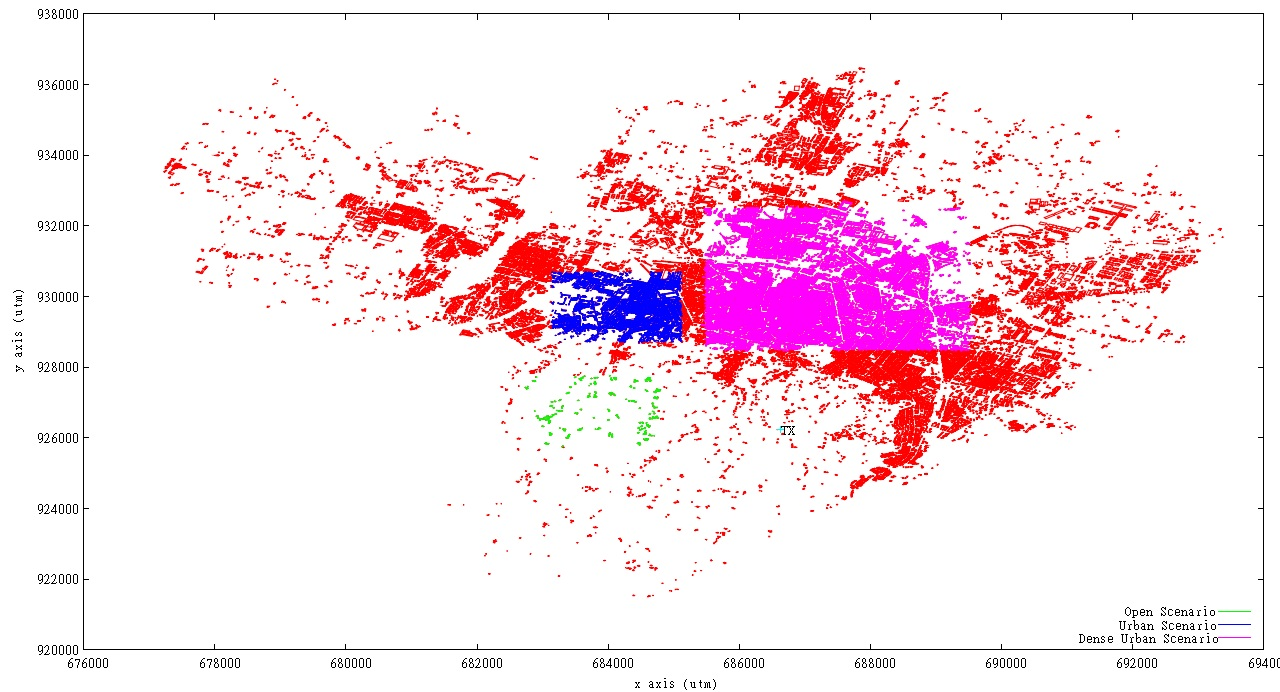 938000
936000
934000
932000
930000
928000
926000
924000
922000
920000
y axis (utm)
TX
Open Scenario
Urban Scenario
Dense Urban Scenario
676000 678000 680000 682000 684000 686000 688000 690000 692000 69400
x axis (utm)